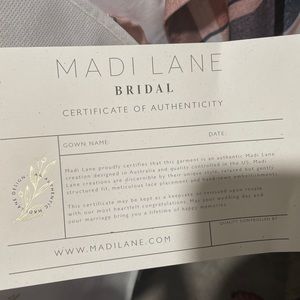 MADI LANE
BRIDAL
CERTIFICATE OF AUTHENTICITY
GOWN NAME:
DATE:
Madi Lane proudly certifies that this garment is an authentic Madi Lane
creation designed in Australia and quality controlled in the US. Madi
Lane creations are discernible by their unique style, relaxed but gently
structured fit, meticulous lace placement and handsewn embellishments.
This certificate may be kept as a keepsake or reissued upon resale
with our most heartfelt congratulations. May your wedding day and
your marriage bring you a lifetime of happy memories.
QUALITY CONTROLLED BY
WWW.MADILANE.COM